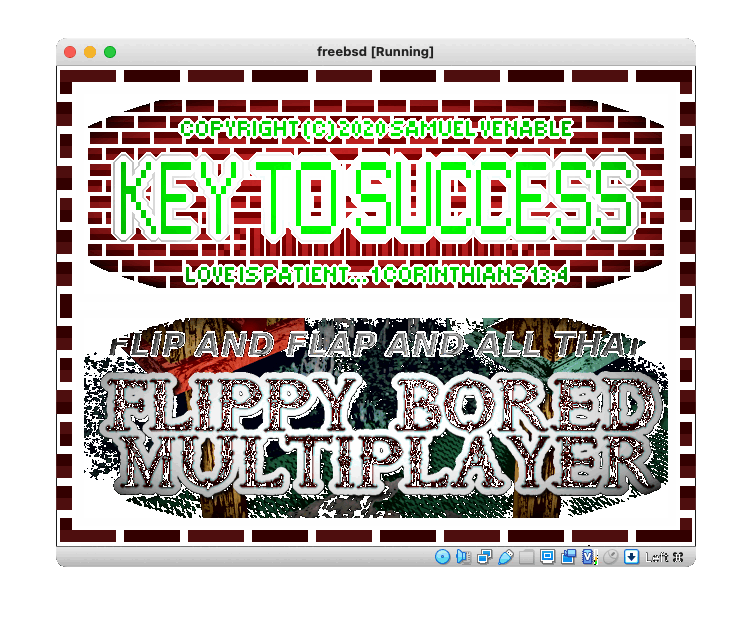 freebsd [Running]
COPYRIGHT (C) 2020 SAMUEL VENABLE
KEY TO SUCCESS
LOVE IS PATIENT... 1 CORINTHIANS 13:4
FLIP AND FLAP AND ALL THAT
FLIPPY BORED
MULTIPLAYER
Left ⌘